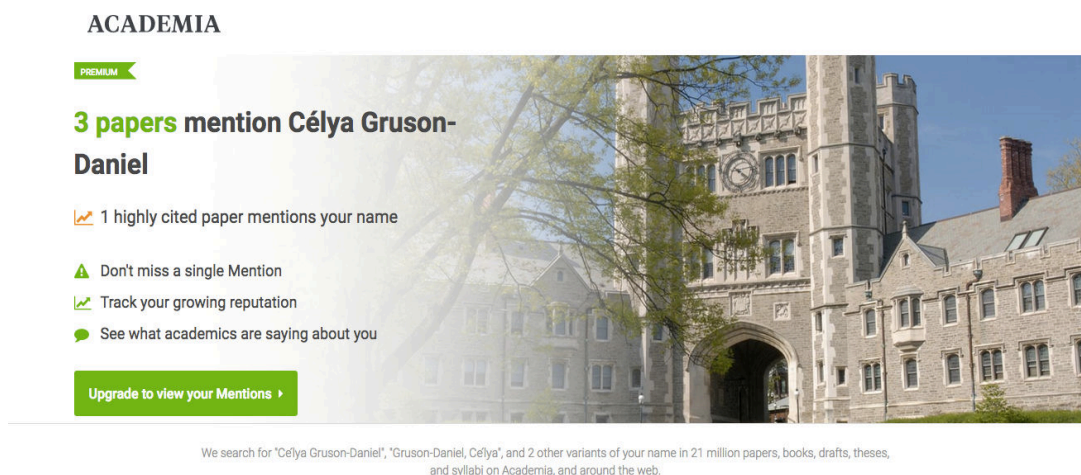 ACADEMIA
PREMIUM
3 papers mention Célya Gruson-
Daniel
1 highly cited paper mentions your name
Don't miss a single Mention
Track your growing reputation
See what academics are saying about you
Upgrade to view your Mentions
We search for "Ćelya Gruson-Daniel", "Gruson-Daniel, Ćelya", and 2 other variants of your name in 21 million papers, books, drafts, theses,
and syllabi on Academia, and around the web.